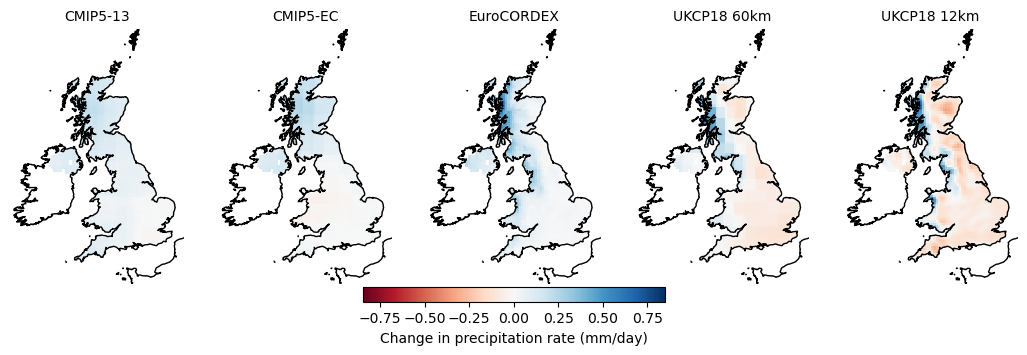 CMIP5-13 CMIP5-EC EuroCORDEX UKCP18 60km UKCP18 12km
−0.75 −0.50 −0.25 0.00 0.25 0.50 0.75
Change in precipitation rate (mm/day)